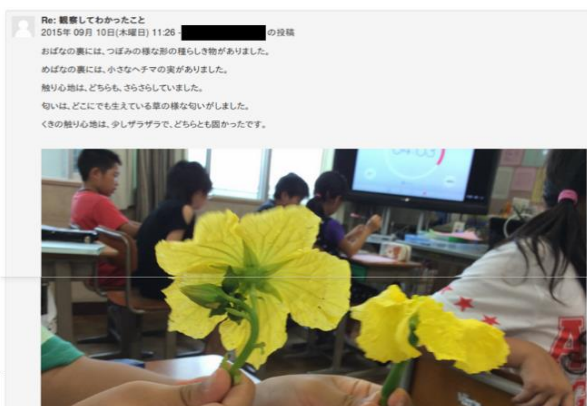 Re: 観察してわかったこと
2015年 09月 10日(木曜日) 11:26 - の投稿
おばなの裏には、つぼみの様な形の種らしき物がありました。
めばなの裏には、小さなヘチマの実がありました。
触り心地は、どちらも、さらさらしていました。
匂いは、どこにでも生えている草の様な匂いがしました。
くきの触り心地は、少しザラザラで、どちらとも固かったです。
04:03